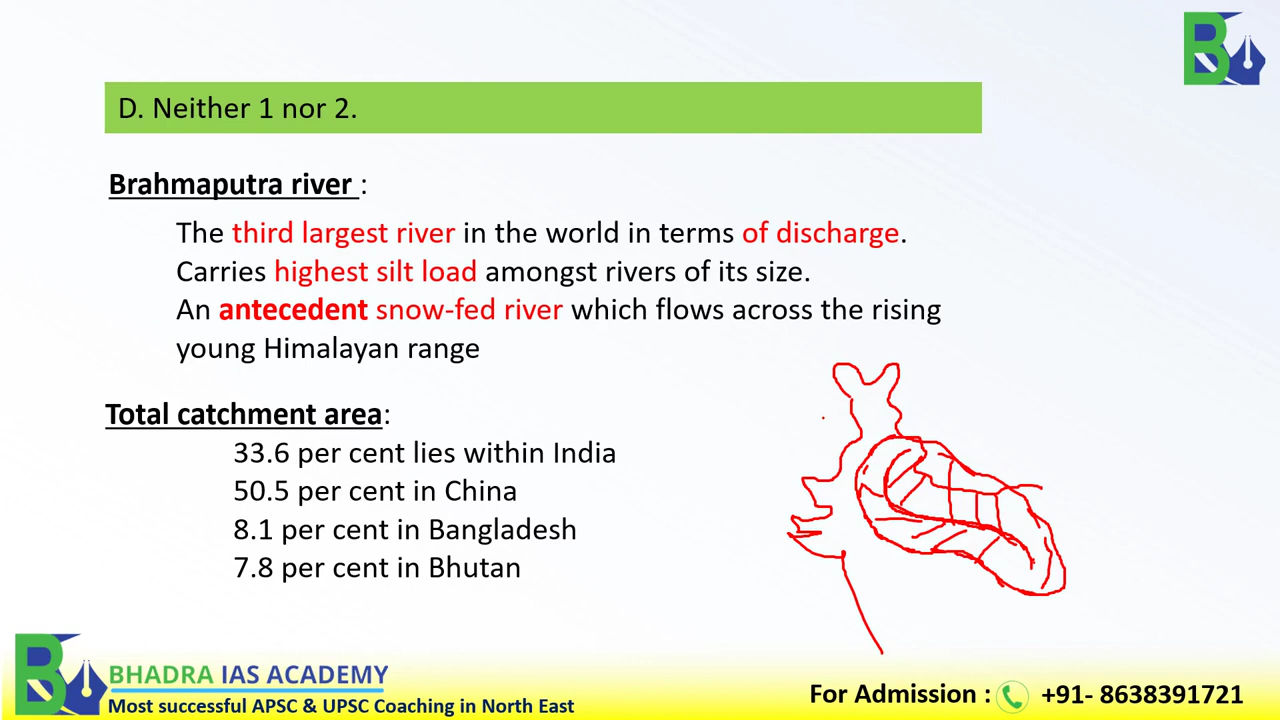 D. Neither 1 nor 2.
Brahmaputra river :
The third largest river in the world in terms of discharge.
Carries highest silt load amongst rivers of its size.
An antecedent snow-fed river which flows across the rising
young Himalayan range
Total catchment area:
33.6 per cent lies within India
50.5 per cent in China
8.1 per cent in Bangladesh
7.8 per cent in Bhutan
BHADRA IAS ACADEMY
Most successful APSC & UPSC Coaching in North East
For Admission : +91- 8638391721